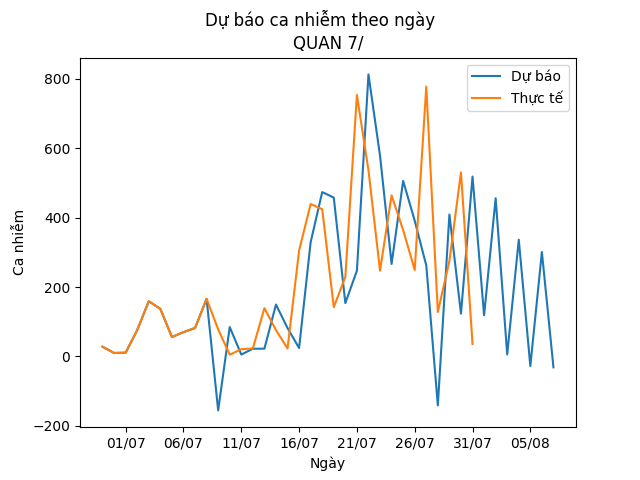 Dự báo ca nhiễm theo ngày
QUAN 7/
Dự báo
Thực tế
Ca nhiễm
800
600
400
200
0
−200
01/07
06/07
11/07
16/07
21/07
26/07
31/07
05/08
Ngày